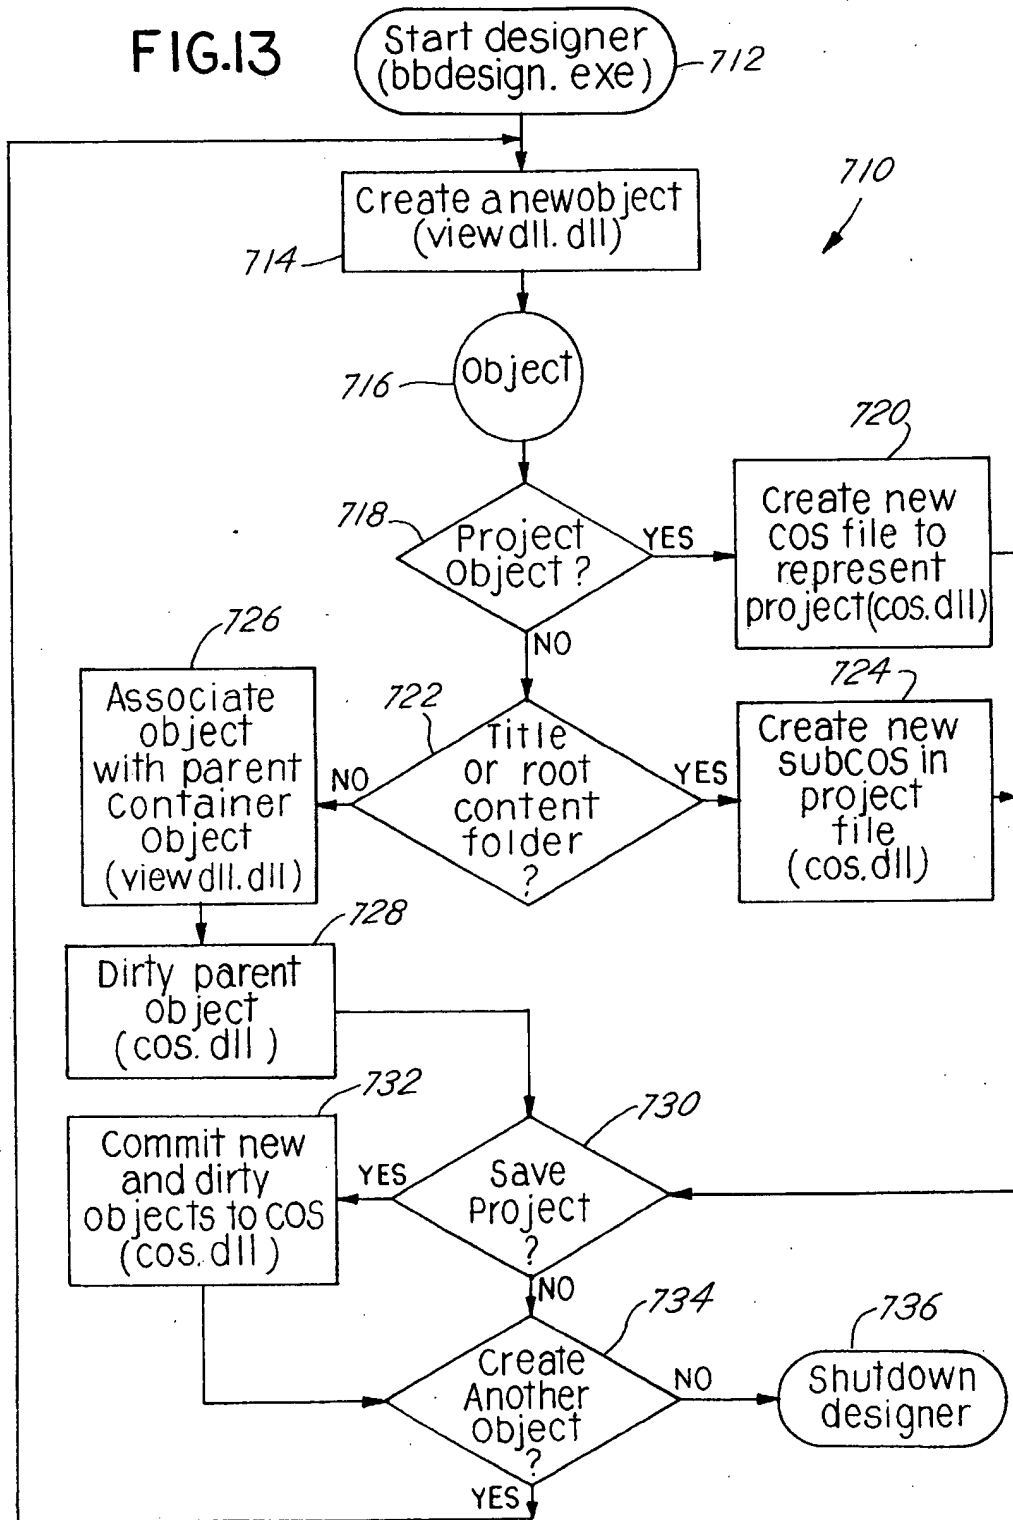 FIG.13
Start designer
(bbdesign. exe)
712
710
Create a newobject
(viewdll.dll)
714
Object
716
720
718
Project
Object ?
YES
Create new
cos file to
represent
project(cos.dll)
NO
726
Associate
object
with parent
Container
Object
(viewdll.dll)
722
Title
or root
content
folder
?
NO
YES
724
Create new
subcos in
project
file
(cos.dll)
728
Dirty parent
object
(cos. dll )
732
Commit new
and dirty
objects to COS
(cos. dll )
730
YES
Save
Project
?
NO
734
Create
Another
Object
?
NO
736
Shutdown
designer
YES